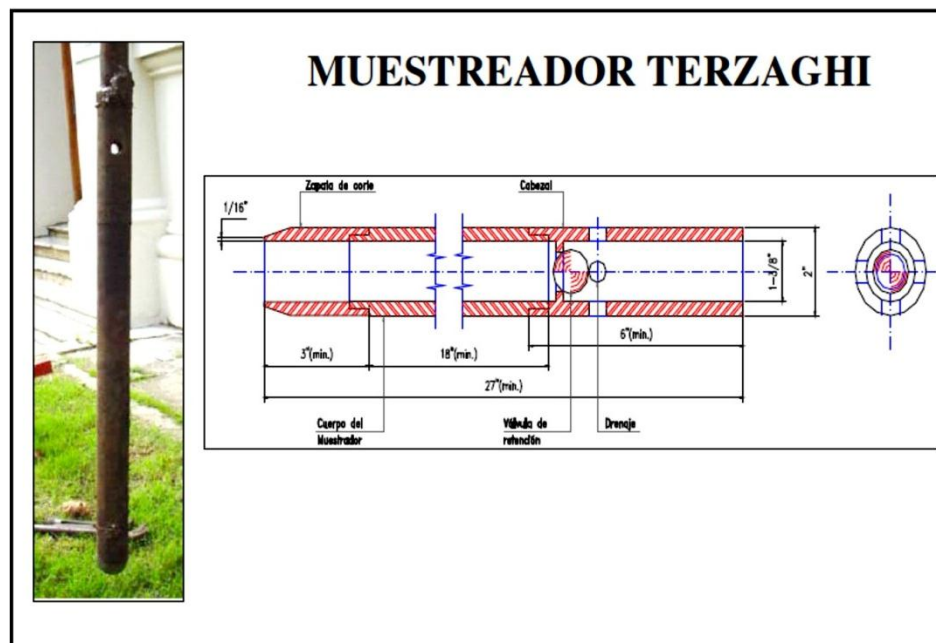 MUESTREADOR TERZAGHI
Zapata de corte
Cabezal
1/16"
1-3/8"
2"
6"(min.)
3"(min.)
18"(min.)
27"(min.)
Cuerpo del
Muestrador
Válvula de
retención
Drenaje